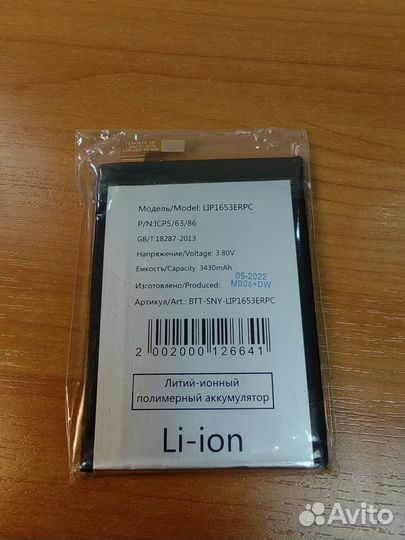 Модель/Model: LIP1653ERPC
P/N:ICP5/63/86
GB/T:18287-2013
Напряжение/Voltage: 3.80V
Емкость/Capacity: 3430mAh
Изготовлено/Produced: 05-2022
MB06+DW
Артикул/Art.: BTT-SNY-LIP1653ERPC
2 002000 126641
Литий-ионный
полимерный аккумулятор
Li-ion
Avito